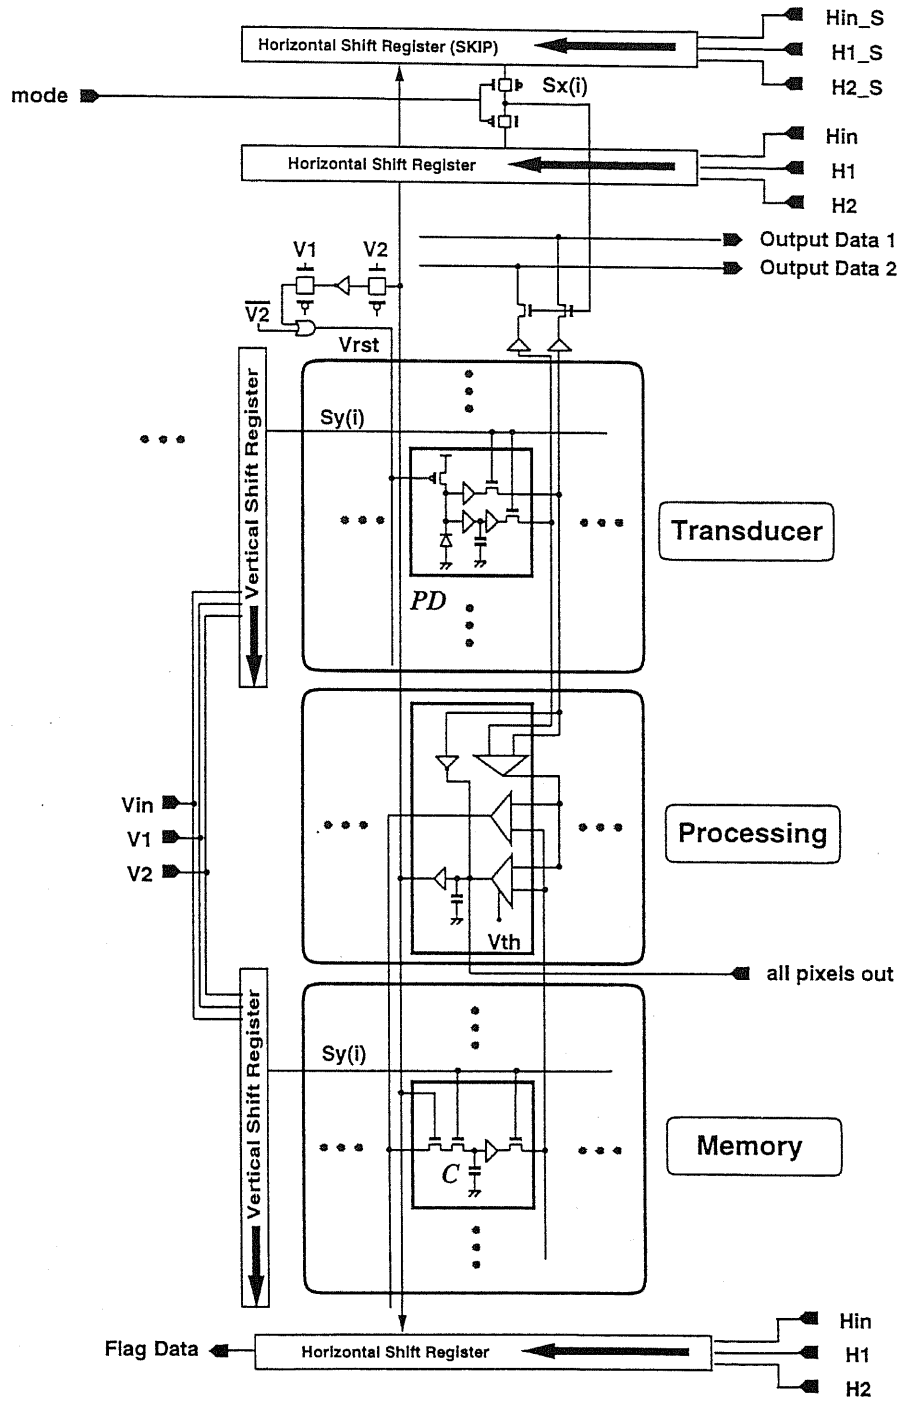 Horizontal Shift Register (SKIP)
Hin_S
H1_S
H2_S
mode
Sx(i)
Horizontal Shift Register
Hin
H1
H2
Output Data 1
Output Data 2
V1
V2
V2
Vrst
Vertical Shift Register
Sy(i)
PD
Transducer
Vin
V1
V2
Processing
Vth
all pixels out
Vertical Shift Register
Sy(i)
C
Memory
Flag Data
Horizontal Shift Register
Hin
H1
H2